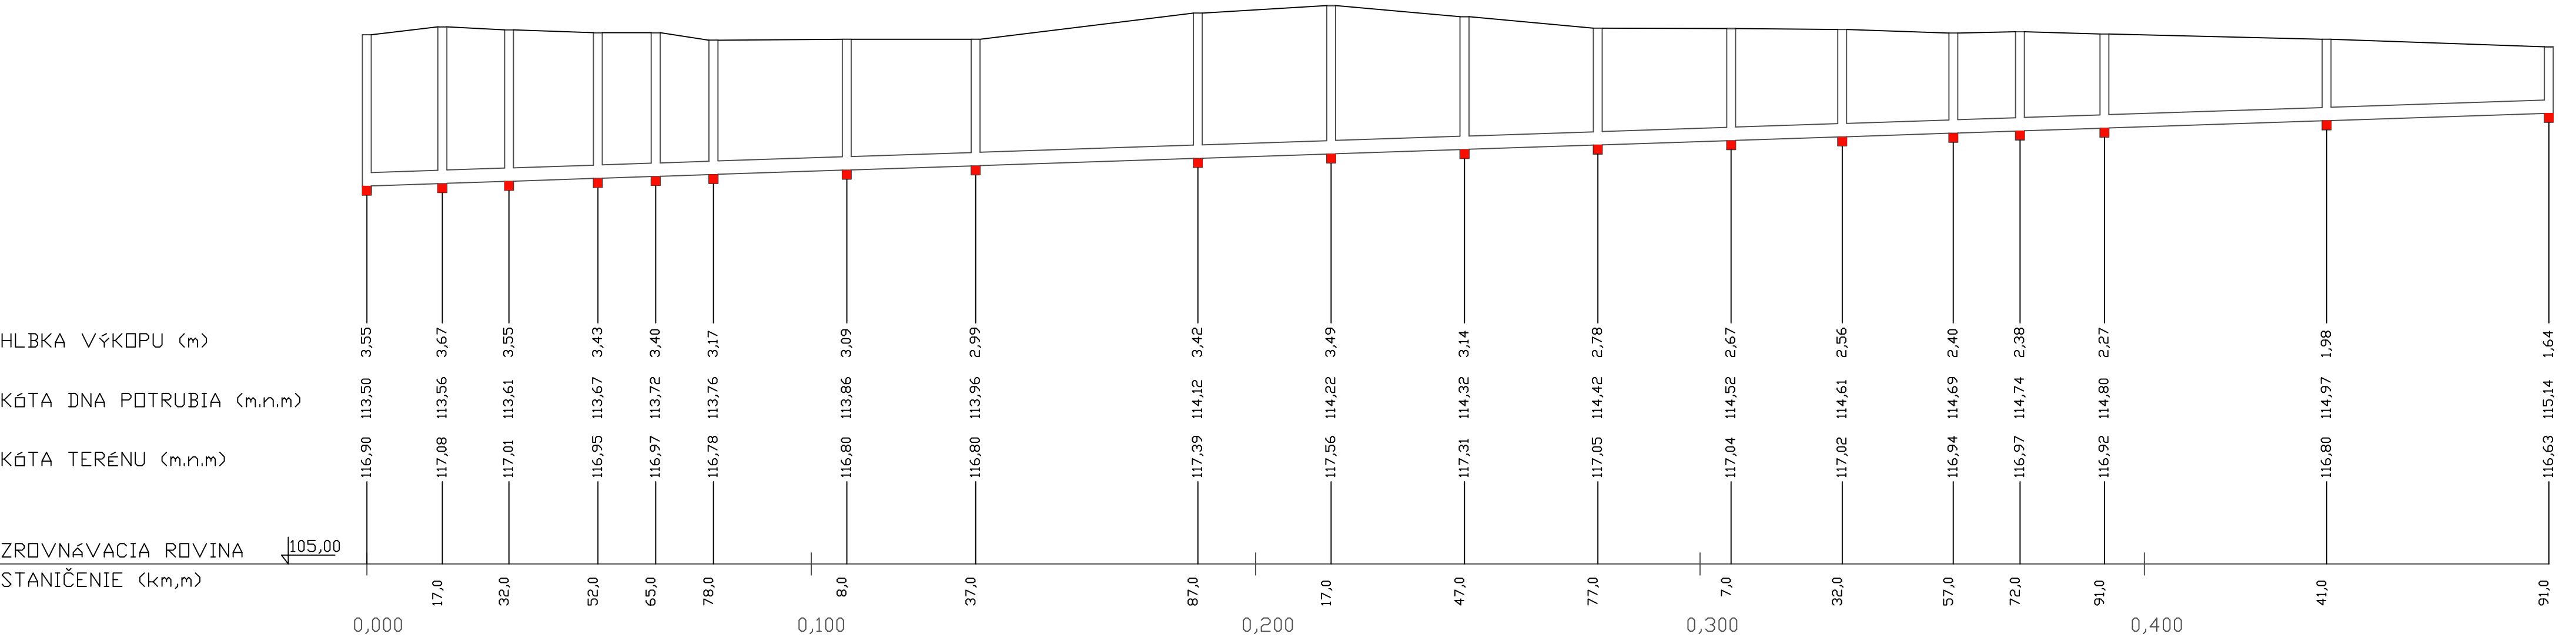 HLBKA VÝKOPU (m) 3,55 3,67 3,55 3,43 3,40 3,17 3,09 2,99 3,42 3,49 3,14 2,78 2,67 2,56 2,40 2,38 2,27 1,98 1,64
KóTA DNA POTRUBIA (m.n.m) 113,50 113,56 113,61 113,67 113,72 113,76 113,86 113,96 114,12 114,22 114,32 114,42 114,52 114,61 114,69 114,74 114,80 114,97 115,14
KóTA TERéNU (m.n.m) 116,90 117,08 117,01 116,95 116,97 116,78 116,80 116,80 117,39 117,56 117,31 117,05 117,04 117,02 116,94 116,97 116,92 116,80 116,63
ZROVNáVACIA ROVINA 105,00
STANIČENIE (km,m) 17,0 32,0 52,0 65,0 78,0 8,0 37,0 87,0 17,0 47,0 77,0 7,0 32,0 57,0 72,0 91,0 41,0 91,0
0,000 0,100 0,200 0,300 0,400